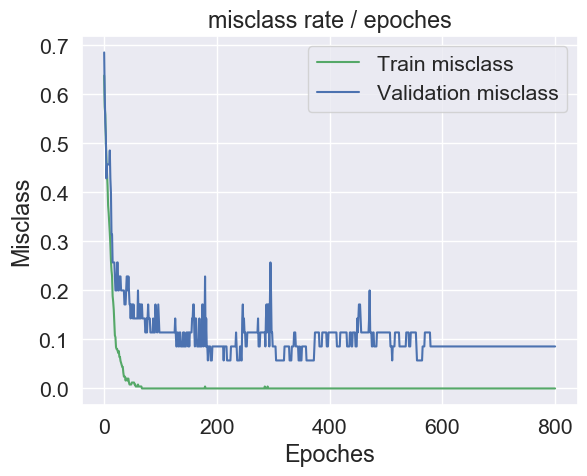 misclass rate / epoches
Train misclass
Validation misclass
Misclass
0.7
0.6
0.5
0.4
0.3
0.2
0.1
0.0
0
200
400
600
800
Epoches